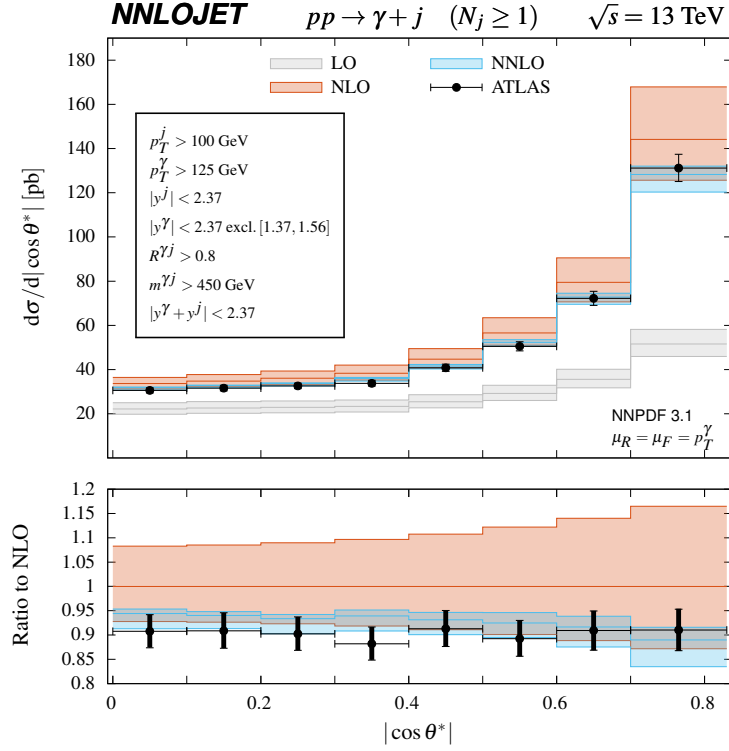 NNLOJET pp → γ + j (N_j ≥ 1) √s = 13 TeV
LO NNLO
NLO ATLAS
p_T^j > 100 GeV
p_T^γ > 125 GeV
|y^j| < 2.37
|y^γ| < 2.37 excl. [1.37, 1.56]
R^γj > 0.8
m^γj > 450 GeV
|y^γ + y^j| < 2.37
dσ/d|cos θ*| [pb]
180
160
140
120
100
80
60
40
20
NNPDF 3.1
μ_R = μ_F = p_T^γ
Ratio to NLO
1.2
1.15
1.1
1.05
1
0.95
0.9
0.85
0.8
0 0.2 0.4 0.6 0.8
|cos θ*|